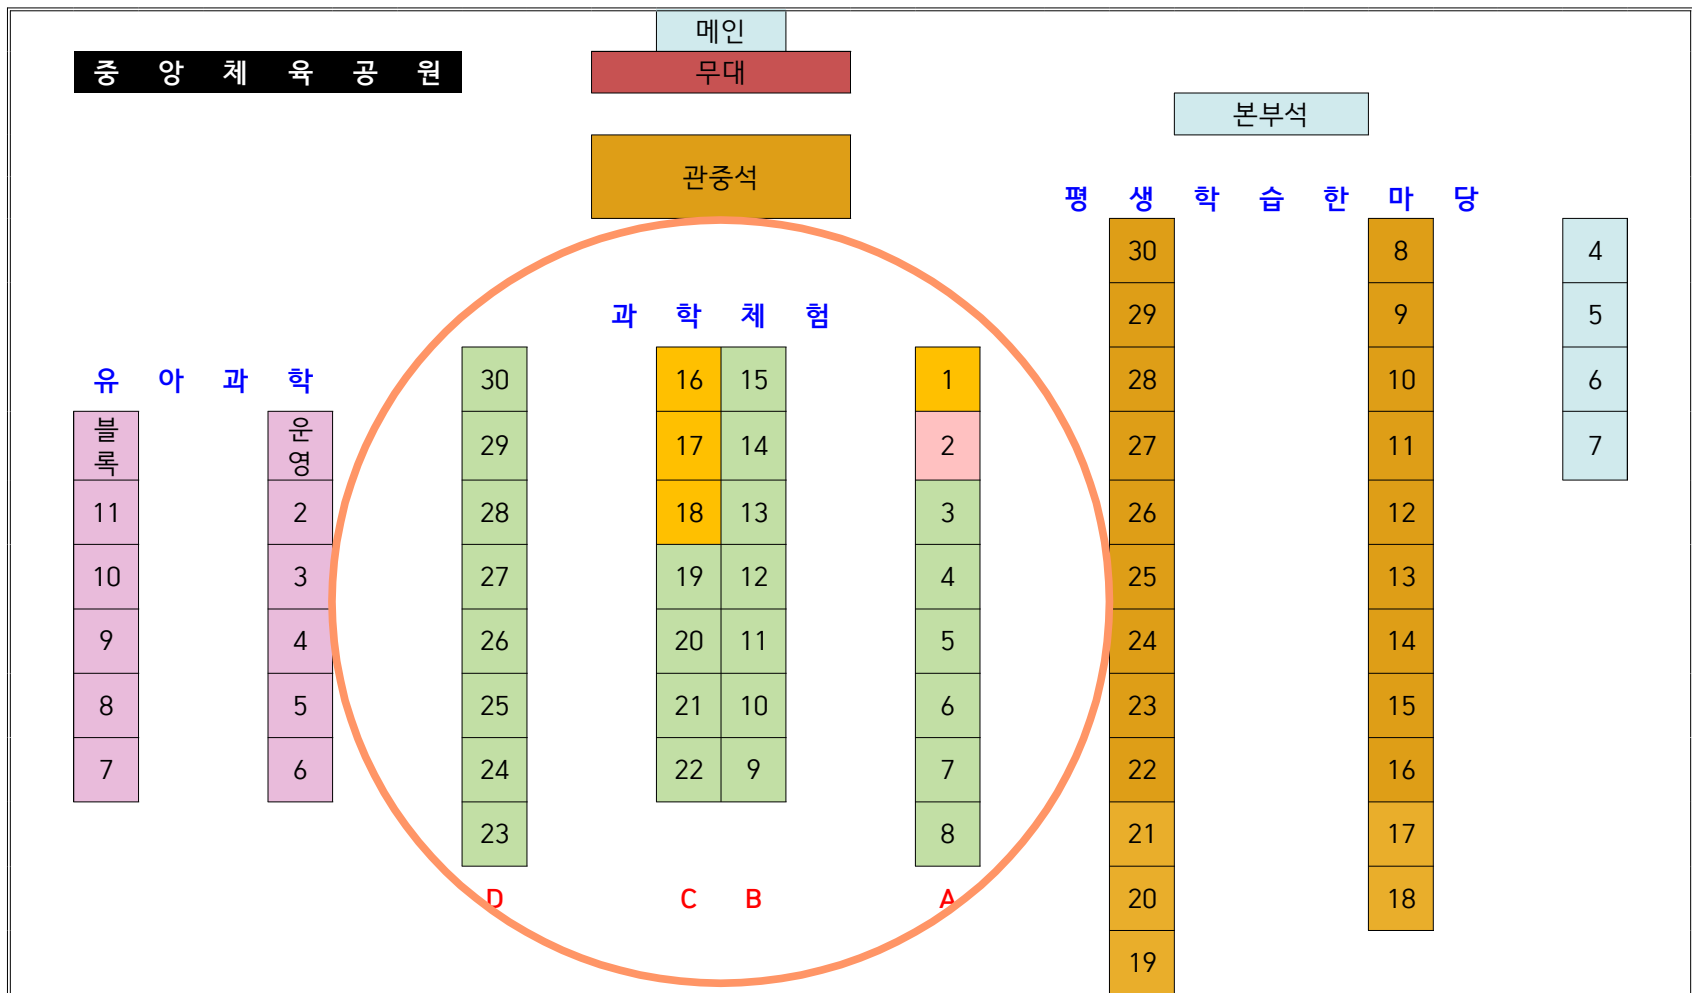 메인
중 앙 체 육 공 원 무대
본부석
관중석
평 생 학 습 한 마 당
30 8 4
과 학 체 험 29 9 5
유 아 과 학 30 16 15 1 28 10 6
블록 운영 29 17 14 2 27 11 7
11 2 28 18 13 3 26 12
10 3 27 19 12 4 25 13
9 4 26 20 11 5 24 14
8 5 25 21 10 6 23 15
7 6 24 22 9 7 22 16
23 8 21 17
D C B A 20 18
19